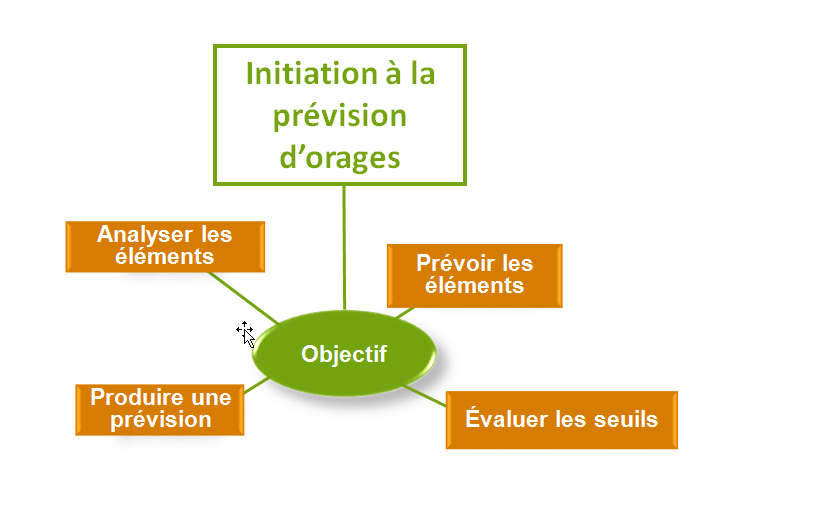 Initiation à la
prévision
d’orages
Analyser les
éléments
Prévoir les
éléments
Objectif
Produire une
prévision
Évaluer les seuils